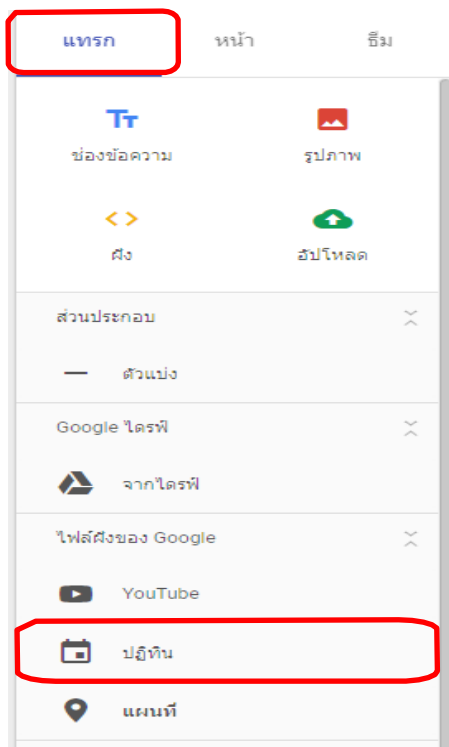 แทรก หน้า ธีม
Tт
ช่องข้อความ รูปภาพ
<>
ฝัง อัปโหลด
ส่วนประกอบ
ตัวแบ่ง
Google ไดรฟ์
จากไดรฟ์
ไฟล์ฝังของ Google
YouTube
ปฏิทิน
แผนที่